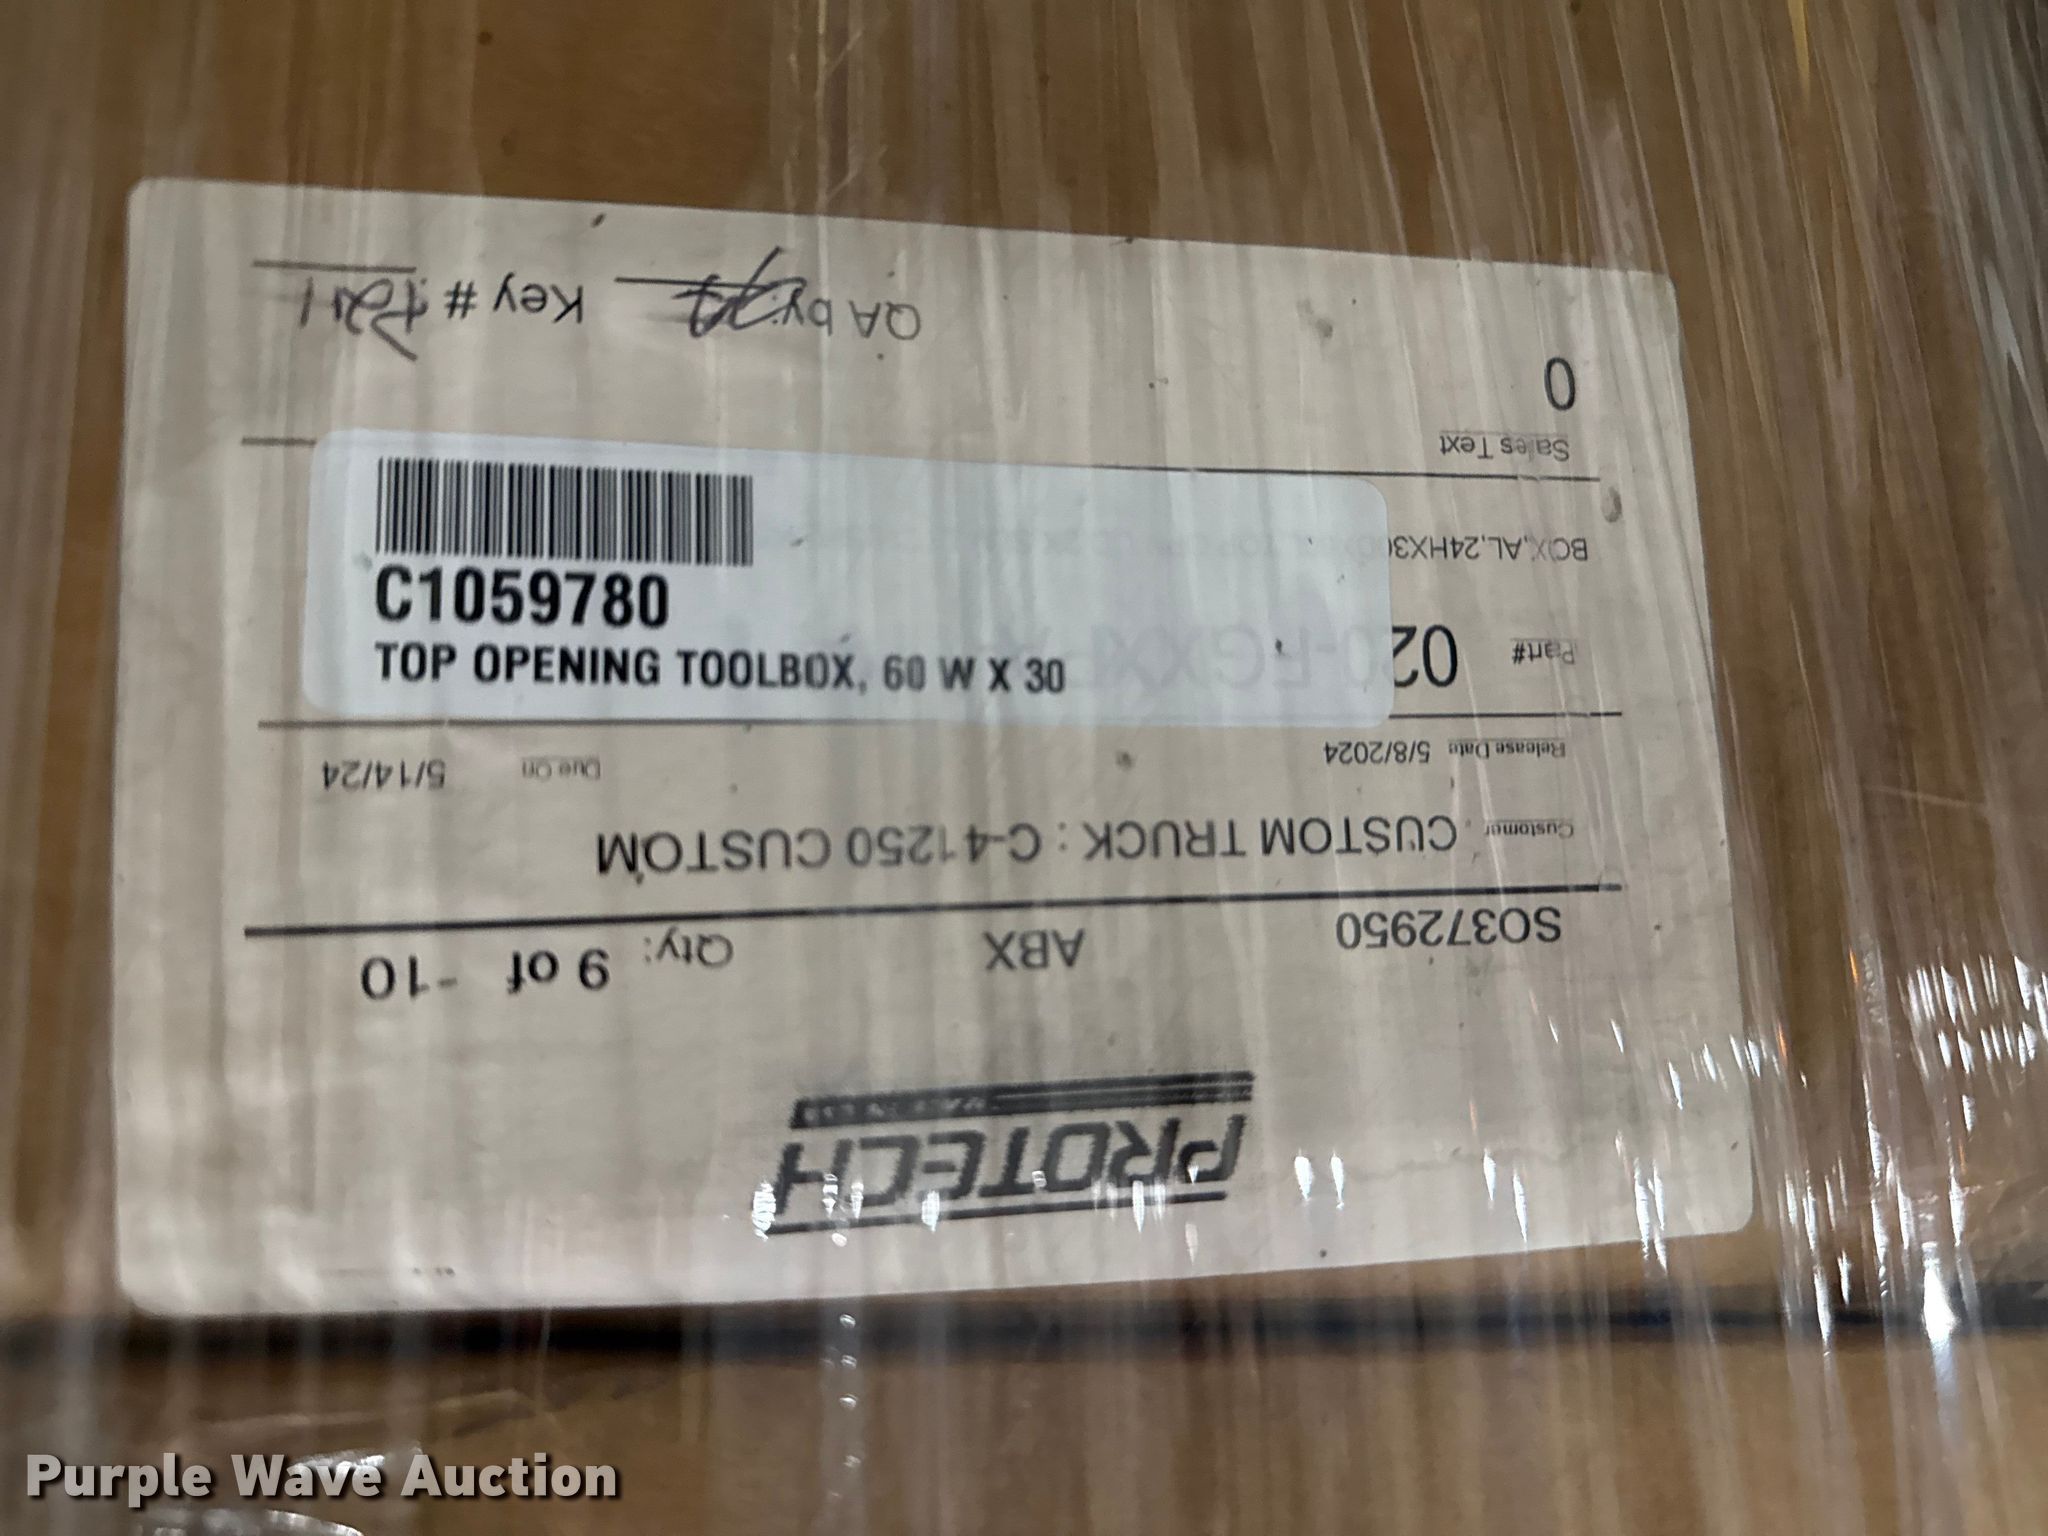 PROTECH
SO372950 ABX Qty: 9 of -10
Customer CUSTOM TRUCK : C-41250 CUSTOM
Release Date 5/8/2024 Due On 5/14/24
Part# 02
BOX,AL,24HX30
Sales Text
0
QA by: Key #
C1059780
TOP OPENING TOOLBOX, 60 W X 30
Purple Wave Auction